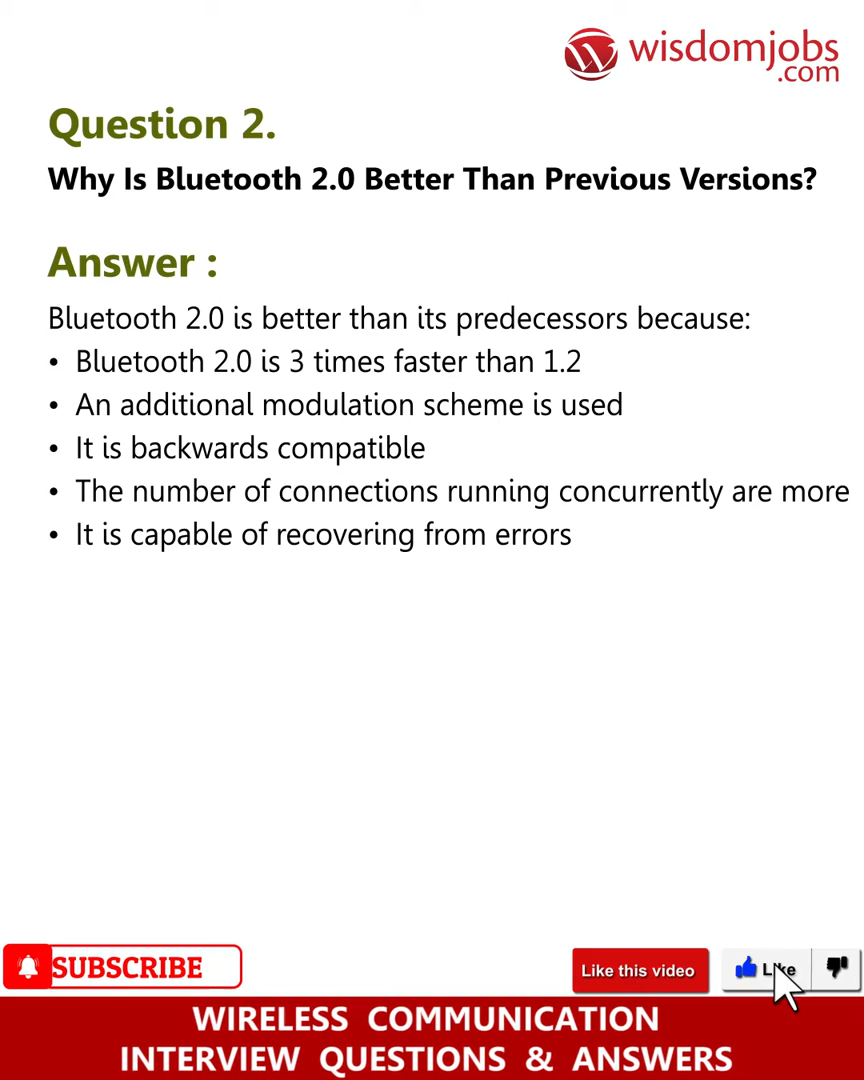 wisdomjobs
.com
Question 2.
Why Is Bluetooth 2.0 Better Than Previous Versions?
Answer :
Bluetooth 2.0 is better than its predecessors because:
• Bluetooth 2.0 is 3 times faster than 1.2
• An additional modulation scheme is used
• It is backwards compatible
• The number of connections running concurrently are more
• It is capable of recovering from errors
SUBSCRIBE
Like this video
Like
WIRELESS COMMUNICATION
INTERVIEW QUESTIONS & ANSWERS